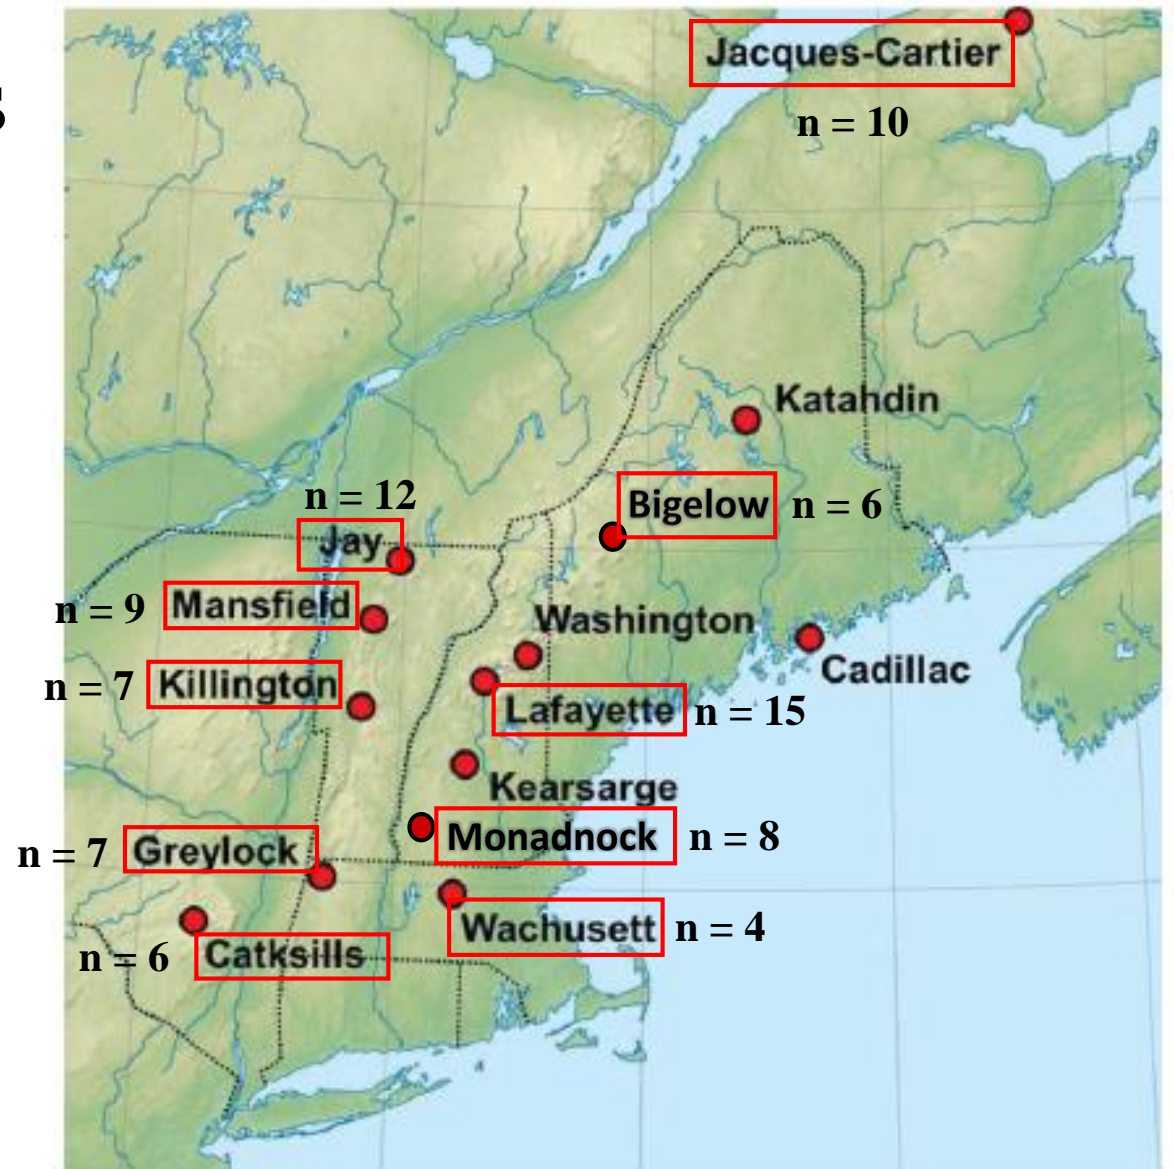 s
Jacques-Cartier
n = 10
Katahdin
n = 12
Bigelow n = 6
Jay
n = 9 Mansfield
Washington
n = 7 Killington
Cadillac
Lafayette n = 15
Kearsarge
Monadnock n = 8
n = 7 Greylock
Wachusett n = 4
n = 6 Catksills